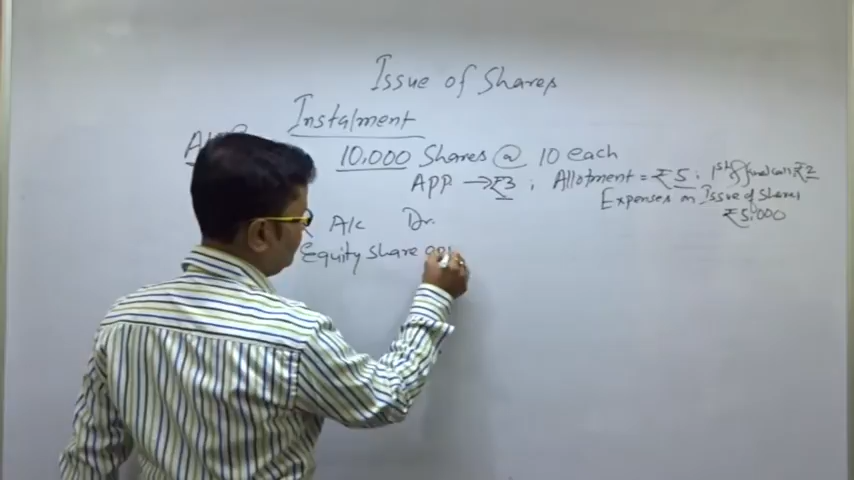 Issue of Shares
Instalment
10,000 Shares @ 10 each
APP → ₹3 ; Allotment = ₹5 ; 1st & final call ₹2
Expenses on Issue of Shares
₹5,000
A/c Dr.
Equity Share app